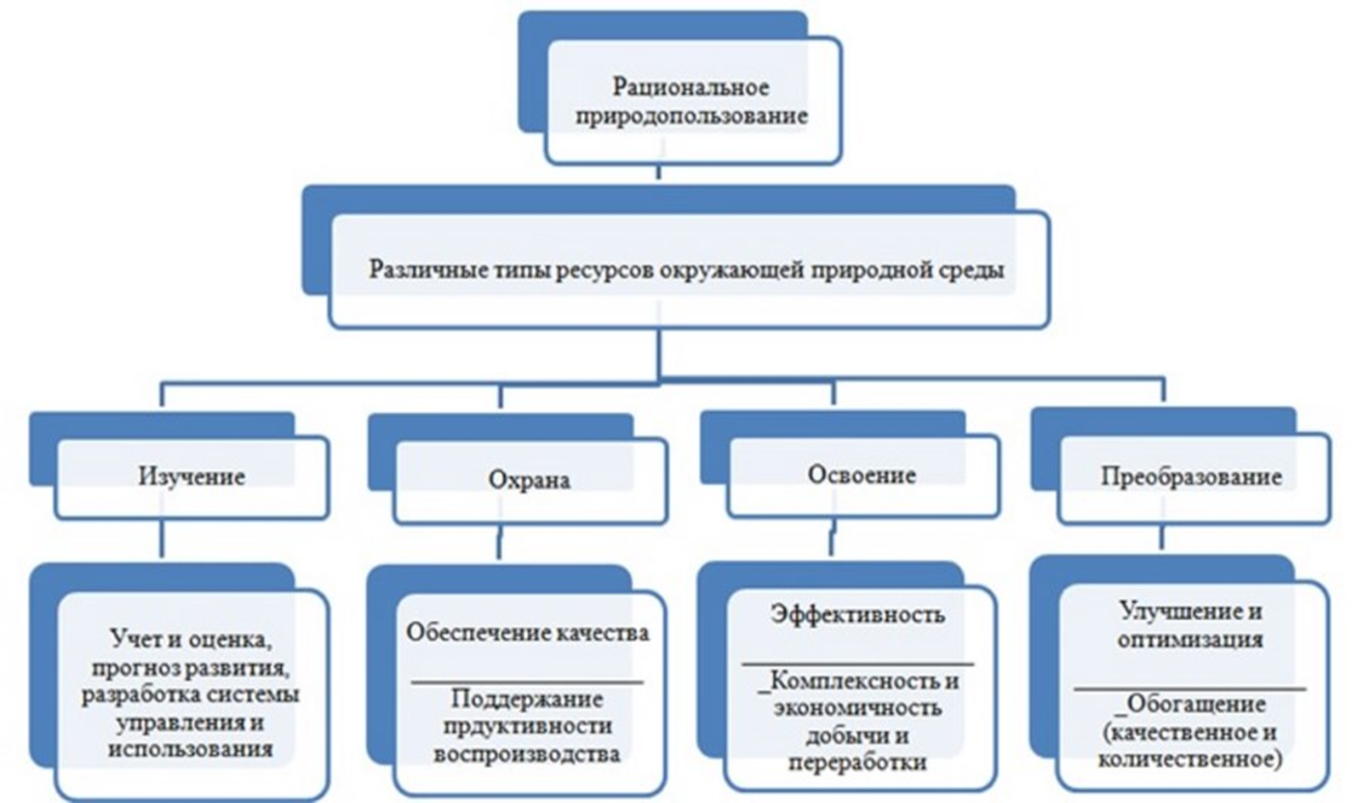 Рациональное
природопользование
Различные типы ресурсов окружающей природной среды
Изучение
Охрана
Освоение
Преобразование
Учет и оценка,
прогноз развития,
разработка системы
управления и
использования
Обеспечение качества
Поддержание
прдуктивности
воспроизводства
Эффективность
_Комплексность и
экономичность
добычи и
переработки
Улучшение и
оптимизация
_Обогащение
(качественное и
количественное)